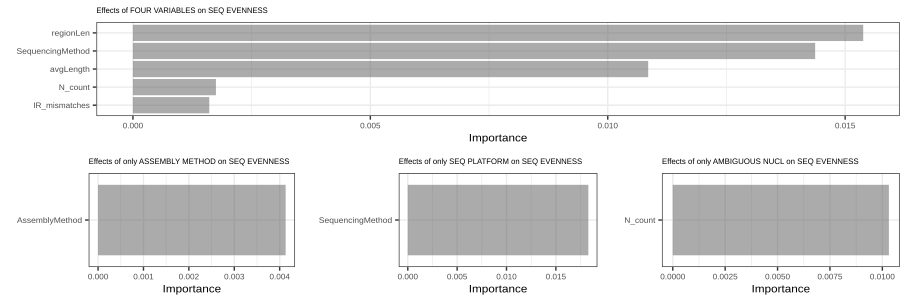 Effects of FOUR VARIABLES on SEQ EVENNESS
regionLen
SequencingMethod
avgLength
N_count
IR_mismatches
0.000 0.005 0.010 0.015
Importance
Effects of only ASSEMBLY METHOD on SEQ EVENNESS
AssemblyMethod
0.000 0.001 0.002 0.003 0.004
Importance
Effects of only SEQ PLATFORM on SEQ EVENNESS
SequencingMethod
0.000 0.005 0.010 0.015
Importance
Effects of only AMBIGUOUS NUCL on SEQ EVENNESS
N_count
0.0000 0.0025 0.0050 0.0075 0.0100
Importance